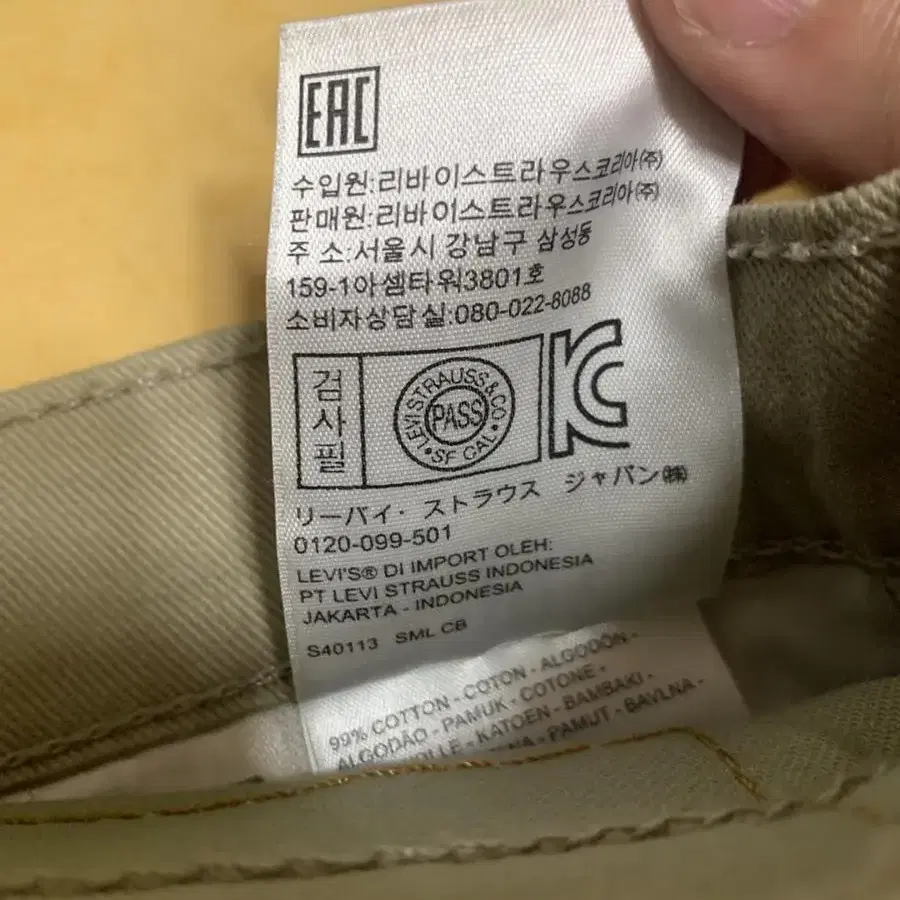 EAC
수입원:리바이스트라우스코리아(주)
판매원:리바이스트라우스코리아(주)
주 소:서울시 강남구 삼성동
159-1아셈타워3801호
소비자상담실:080-022-8088
검사필
LEVI STRAUSS & CO
PASS
SF CAL
KC
リーバイ・ストラウス ジャパン㈱
0120-099-501
LEVI'S® DI IMPORT OLEH:
PT LEVI STRAUSS INDONESIA
JAKARTA - INDONESIA
S40113 SML CB
99% COTTON - COTON - ALGODON -
ALGODÃO - PAMUK - COTONE -
KATOEN - BAMBAKI -
PAMUT - BAVLNA -